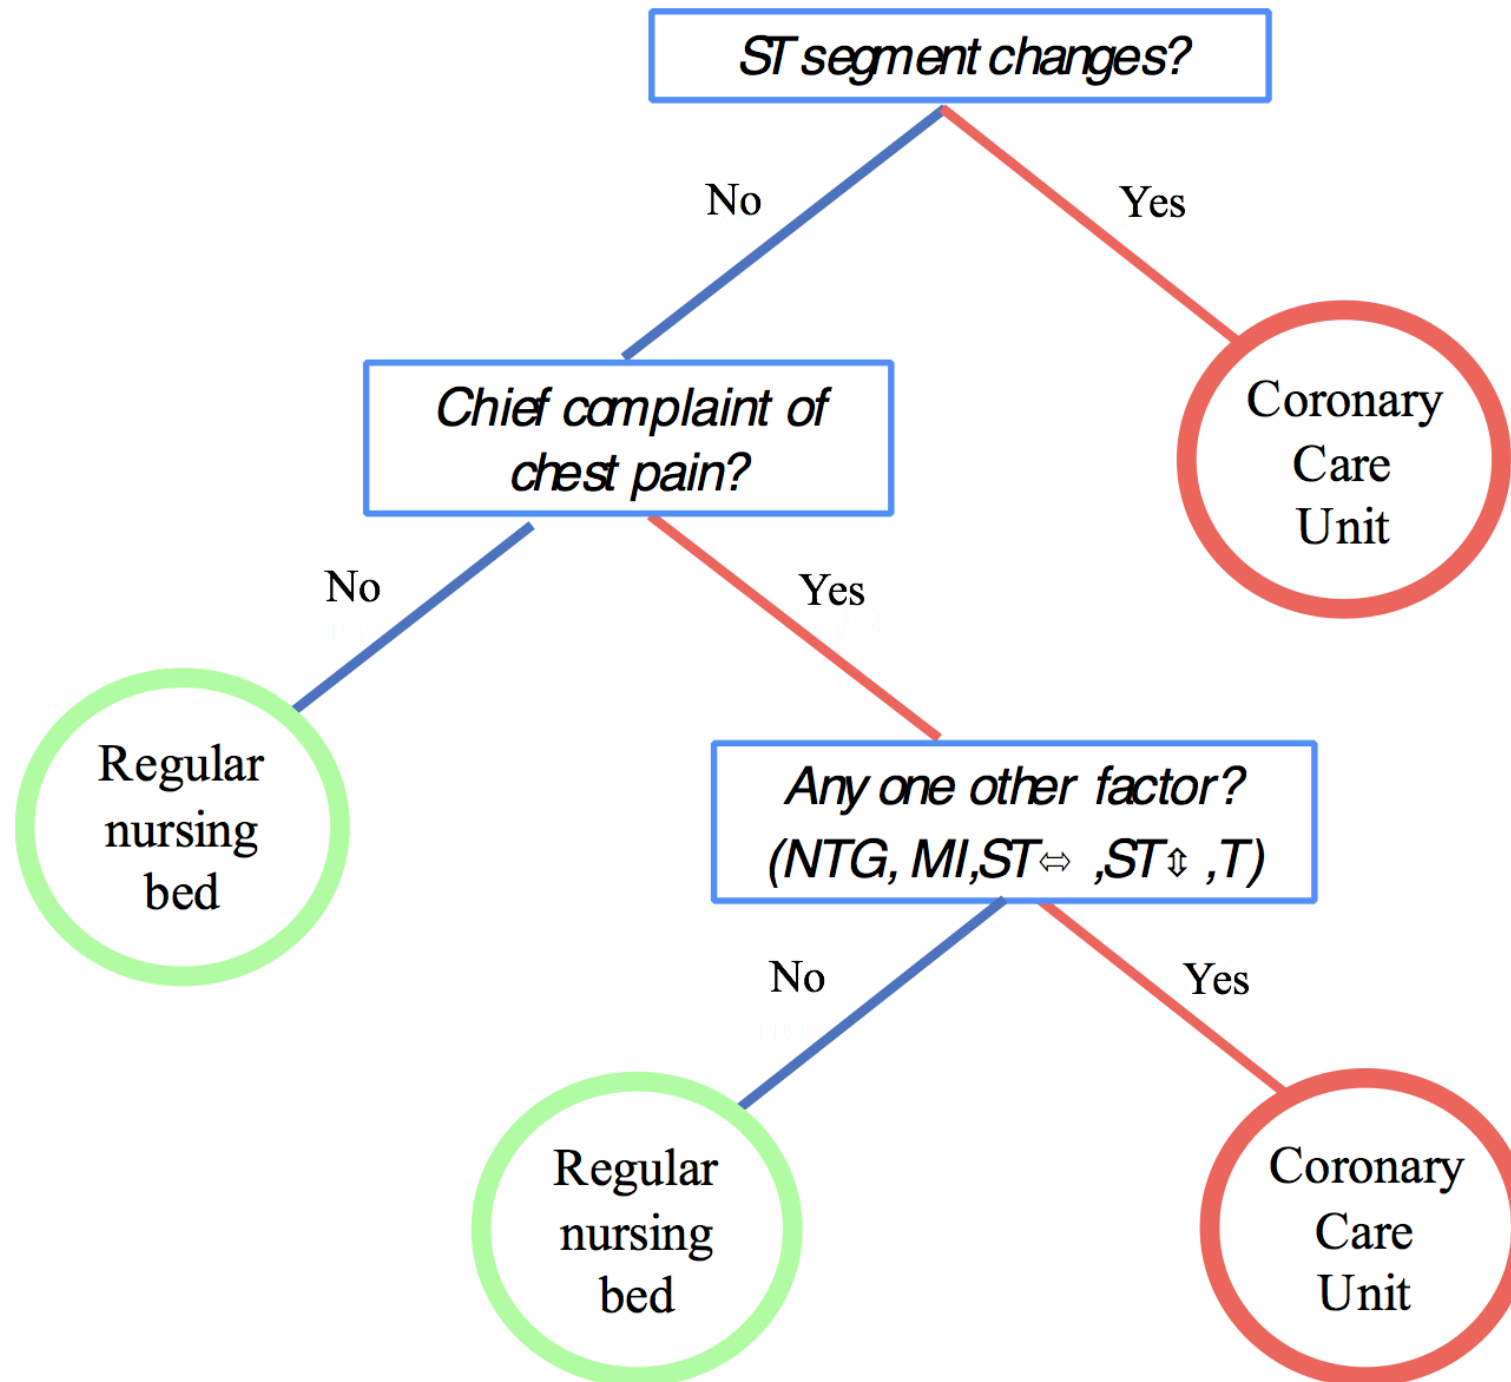 ST segment changes?
No
Yes
Coronary
Care
Unit
Chief complaint of
chest pain?
No
Yes
Regular
nursing
bed
Any one other factor?
(NTG, MI,ST⇔ ,ST⇕ ,T)
No
Yes
Regular
nursing
bed
Coronary
Care
Unit